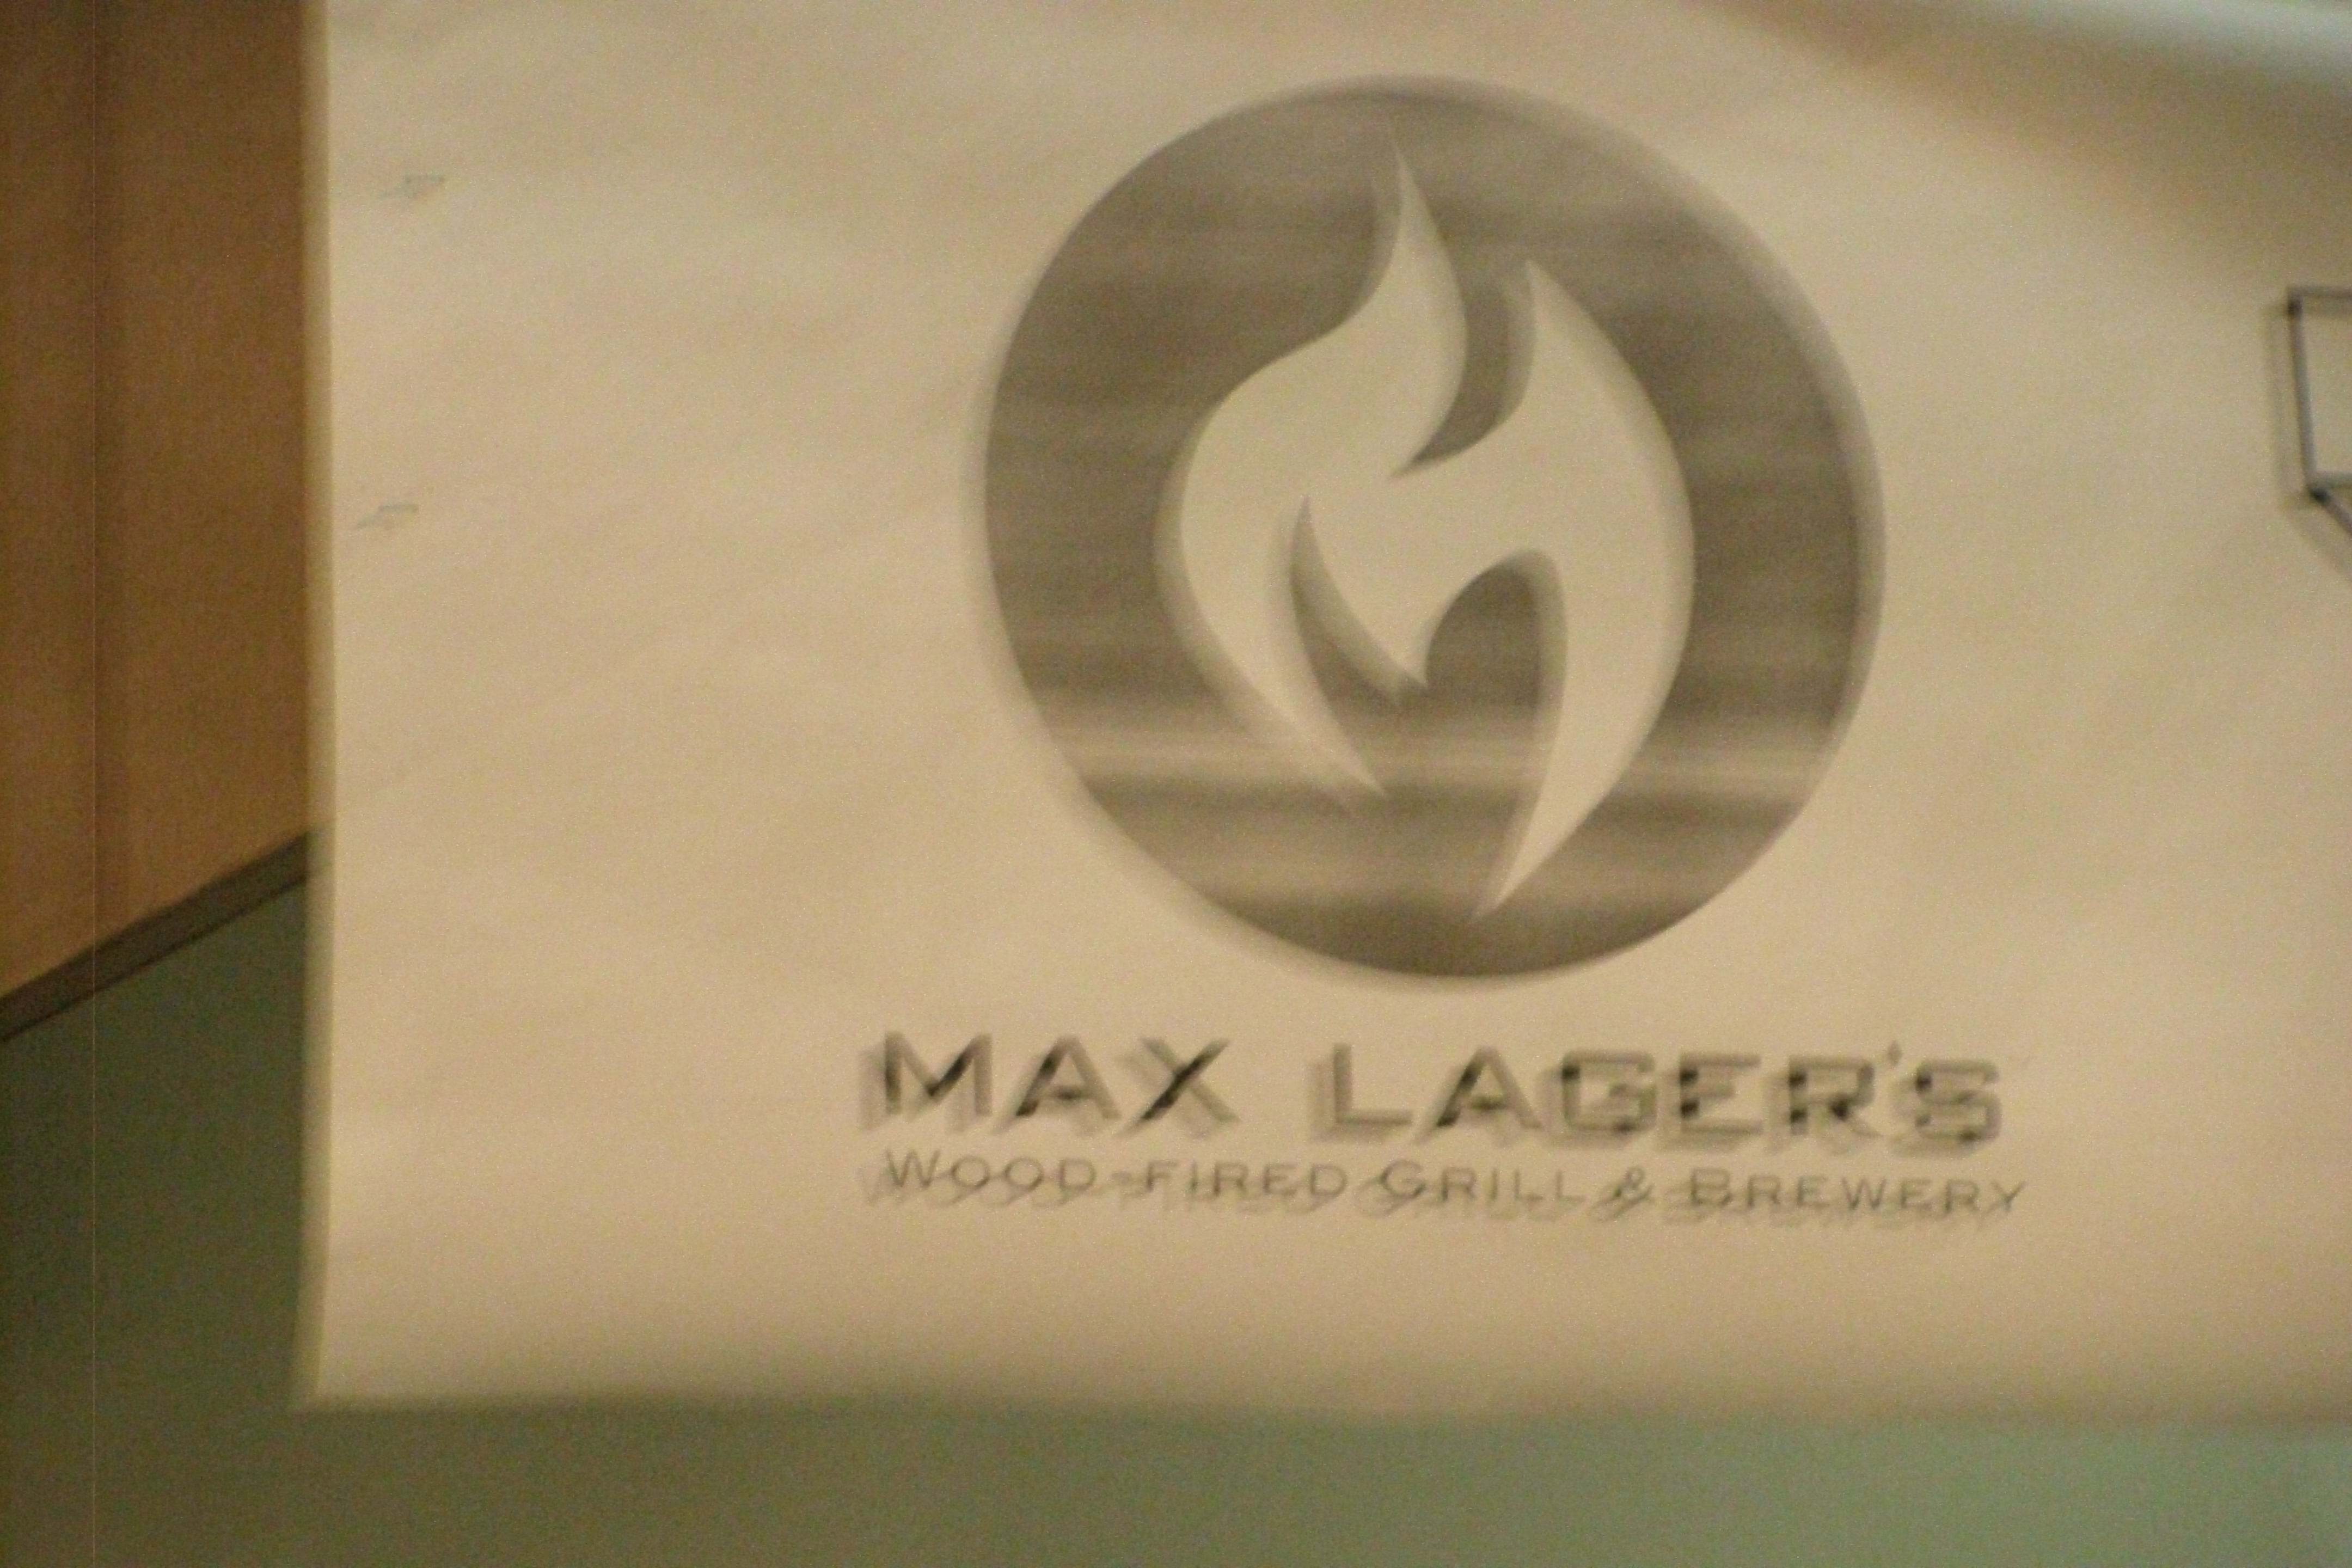 MAX LAGER'S
WOOD-FIRED GRILL & BREWERY